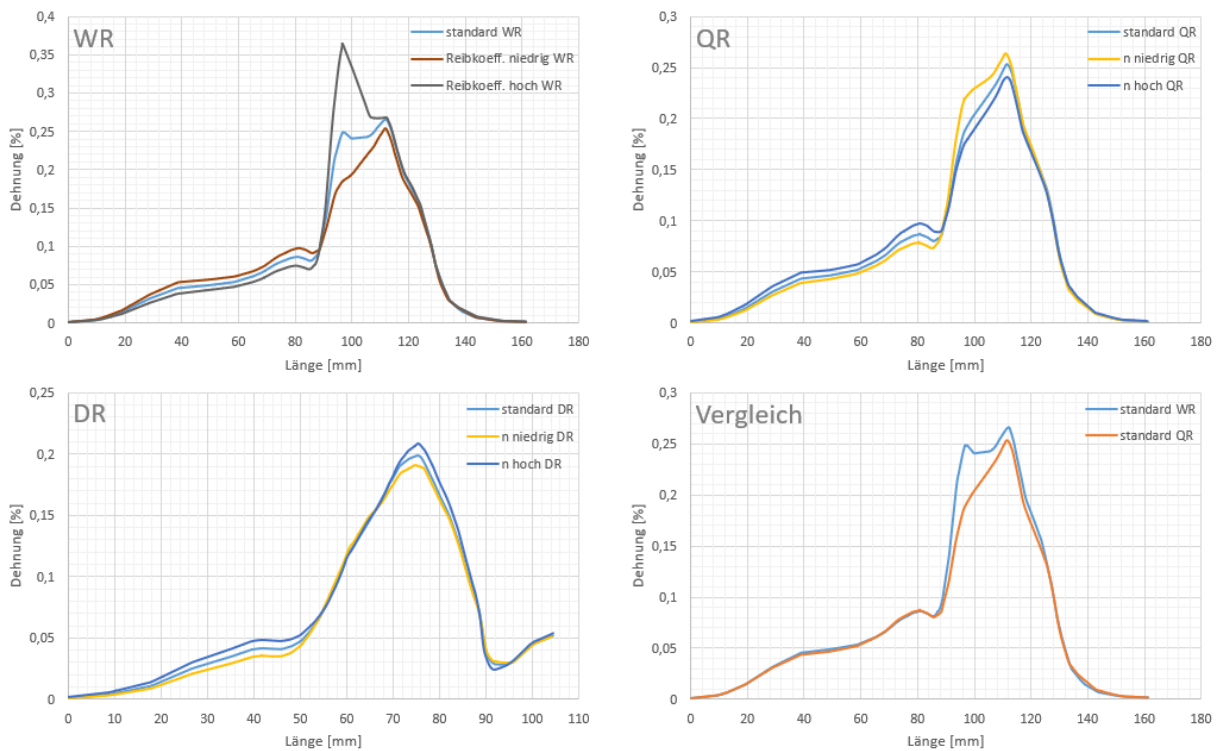 WR
standard WR
Reibkoeff. niedrig WR
Reibkoeff. hoch WR
Dehnung [%]
0,4
0,35
0,3
0,25
0,2
0,15
0,1
0,05
0
0 20 40 60 80 100 120 140 160 180
Länge [mm]
QR
standard QR
n niedrig QR
n hoch QR
Dehnung [%]
0,3
0,25
0,2
0,15
0,1
0,05
0
0 20 40 60 80 100 120 140 160 180
Länge [mm]
DR
standard DR
n niedrig DR
n hoch DR
Dehnung [%]
0,25
0,2
0,15
0,1
0,05
0
0 10 20 30 40 50 60 70 80 90 100 110
Länge [mm]
Vergleich
standard WR
standard QR
Dehnung [%]
0,3
0,25
0,2
0,15
0,1
0,05
0
0 20 40 60 80 100 120 140 160 180
Länge [mm]